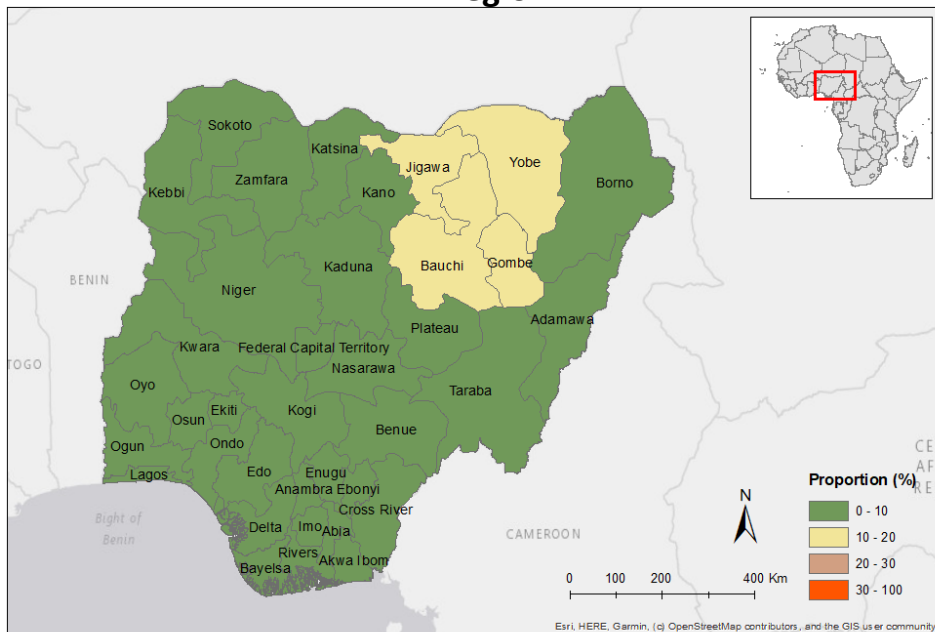 Sokoto
Katsina
Jigawa
Yobe
Kebbi
Zamfara
Kano
Borno
BENIN
Niger
Kaduna
Bauchi
Gombe
Plateau
Adamawa
TOGO
Kwara
Federal Capital Territory
Nasarawa
Oyo
Taraba
Ekiti
Kogi
Osun
Benue
Ogun
Ondo
Lagos
Edo
Enugu
Anambra
Ebonyi
Cross River
Bight of
Benin
Delta
Imo
Abia
Rivers
Akwa Ibom
Bayelsa
CAMEROON
CE
AF
RE
N
0 100 200 400 Km
Proportion (%)
0 - 10
10 - 20
20 - 30
30 - 100
Esri, HERE, Garmin, (c) OpenStreetMap contributors, and the GIS user community